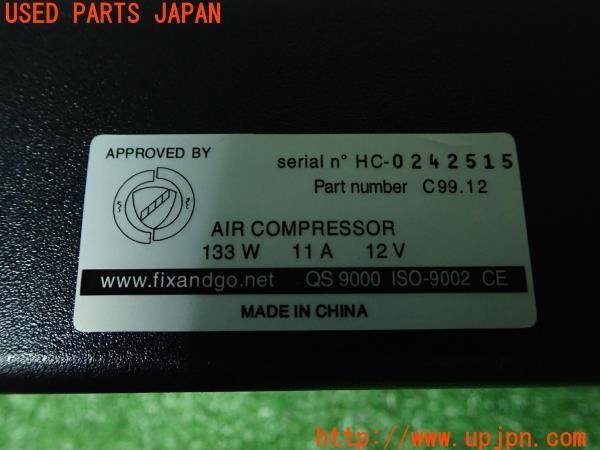 USED PARTS JAPAN
APPROVED BY
serial n° HC-0242515
Part number C99.12
AIR COMPRESSOR
133 W 11 A 12 V
www.fixandgo.net QS 9000 ISO-9002 CE
MADE IN CHINA
http://www.upjpn.com